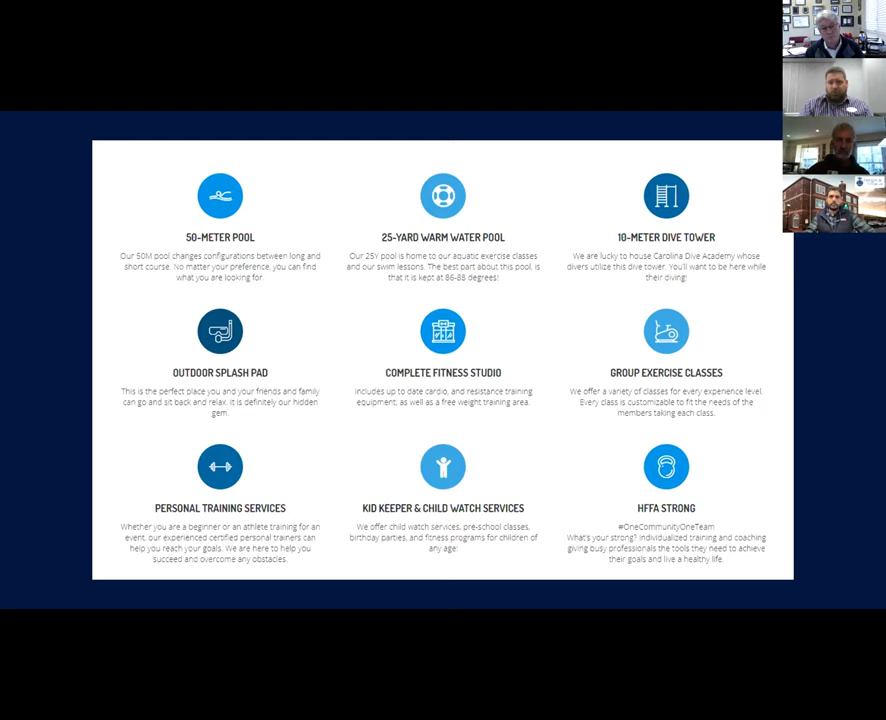 50-METER POOL
Our 50M pool changes configurations between long and
short course. No matter your preference, you can find
what you are looking for.
25-YARD WARM WATER POOL
Our 25Y pool is home to our aquatic exercise classes
and our swim lessons. The best part about this pool, is
that it is kept at 86-88 degrees!
10-METER DIVE TOWER
We are lucky to house Carolina Dive Academy whose
divers utilize this dive tower. You'll want to be here while
their diving!
OUTDOOR SPLASH PAD
This is the perfect place you and your friends and family
can go and sit back and relax. It is definitely our hidden
gem.
COMPLETE FITNESS STUDIO
Includes up to date cardio, and resistance training
equipment; as well as a free weight training area.
GROUP EXERCISE CLASSES
We offer a variety of classes for every experience level.
Every class is customizable to fit the needs of the
members taking each class.
PERSONAL TRAINING SERVICES
Whether you are a beginner or an athlete training for an
event, our experienced certified personal trainers can
help you reach your goals. We are here to help you
succeed and overcome any obstacles.
KID KEEPER & CHILD WATCH SERVICES
We offer child watch services, pre-school classes,
birthday parties, and fitness programs for children of
any age!
HFFA STRONG
#OneCommunityOneTeam
What's your strong? Individualized training and coaching
giving busy professionals the tools they need to achieve
their goals and live a healthy life.